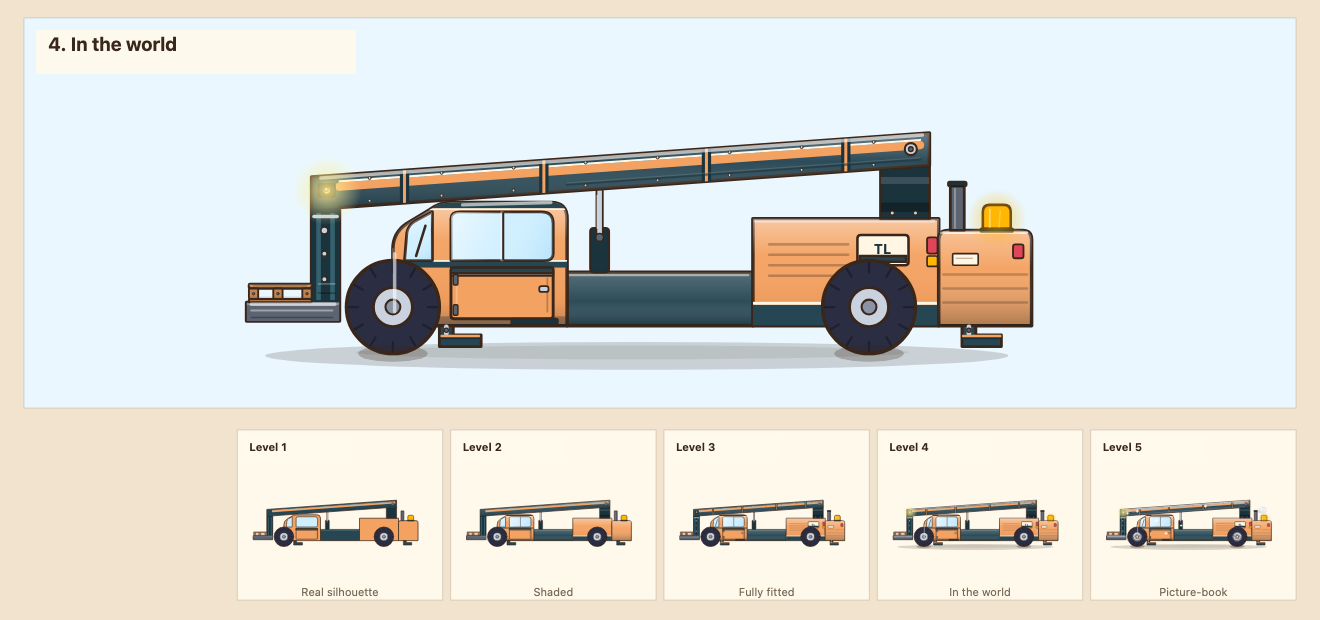 4. In the world
TL
Level 1
Level 2
Level 3
Level 4
Level 5
Real silhouette
Shaded
Fully fitted
In the world
Picture-book